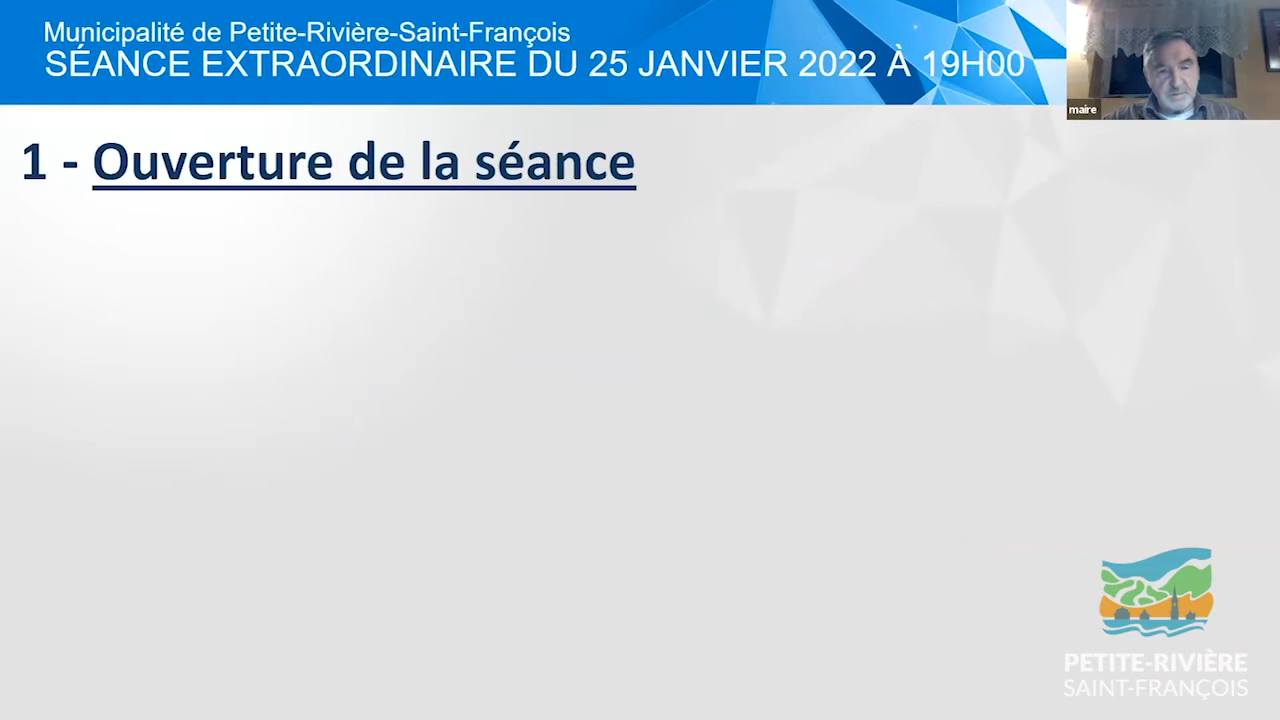 Municipalité de Petite-Rivière-Saint-François
SÉANCE EXTRAORDINAIRE DU 25 JANVIER 2022 À 19H00
maire
1 - Ouverture de la séance
PETITE-RIVIÈRE
SAINT-FRANÇOIS